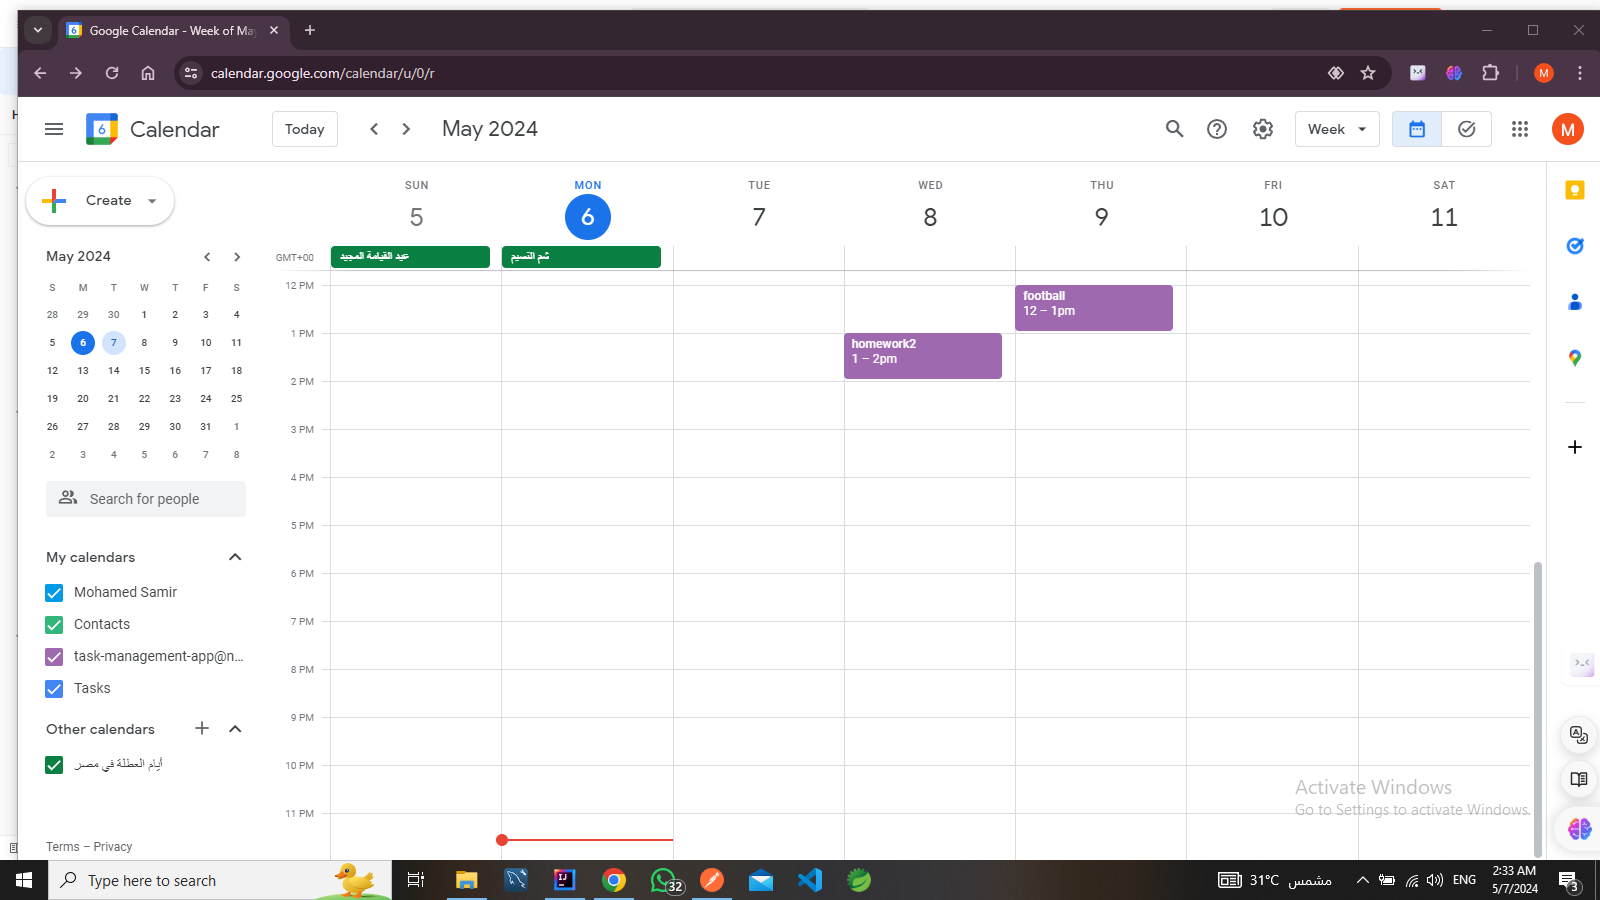 Google Calendar - Week of Ma
calendar.google.com/calendar/u/0/r
M
6
Calendar
Today
May 2024
Week
M
Create
SUN
MON
TUE
WED
THU
FRI
SAT
5
6
7
8
9
10
11
May 2024
S M T W T F S
28 29 30 1 2 3 4
5 6 7 8 9 10 11
12 13 14 15 16 17 18
19 20 21 22 23 24 25
26 27 28 29 30 31 1
2 3 4 5 6 7 8
GMT+00
عيد القيامة المجيد
شم النسيم
12 PM
1 PM
2 PM
3 PM
4 PM
5 PM
6 PM
7 PM
8 PM
9 PM
10 PM
11 PM
football
12 – 1pm
homework2
1 – 2pm
Search for people
My calendars
Mohamed Samir
Contacts
task-management-app@n...
Tasks
Other calendars
أيام العطلة في مصر
Terms – Privacy
Activate Windows
Go to Settings to activate Windows.
Type here to search
32
31°C مشمس
ENG
2:33 AM
5/7/2024
3